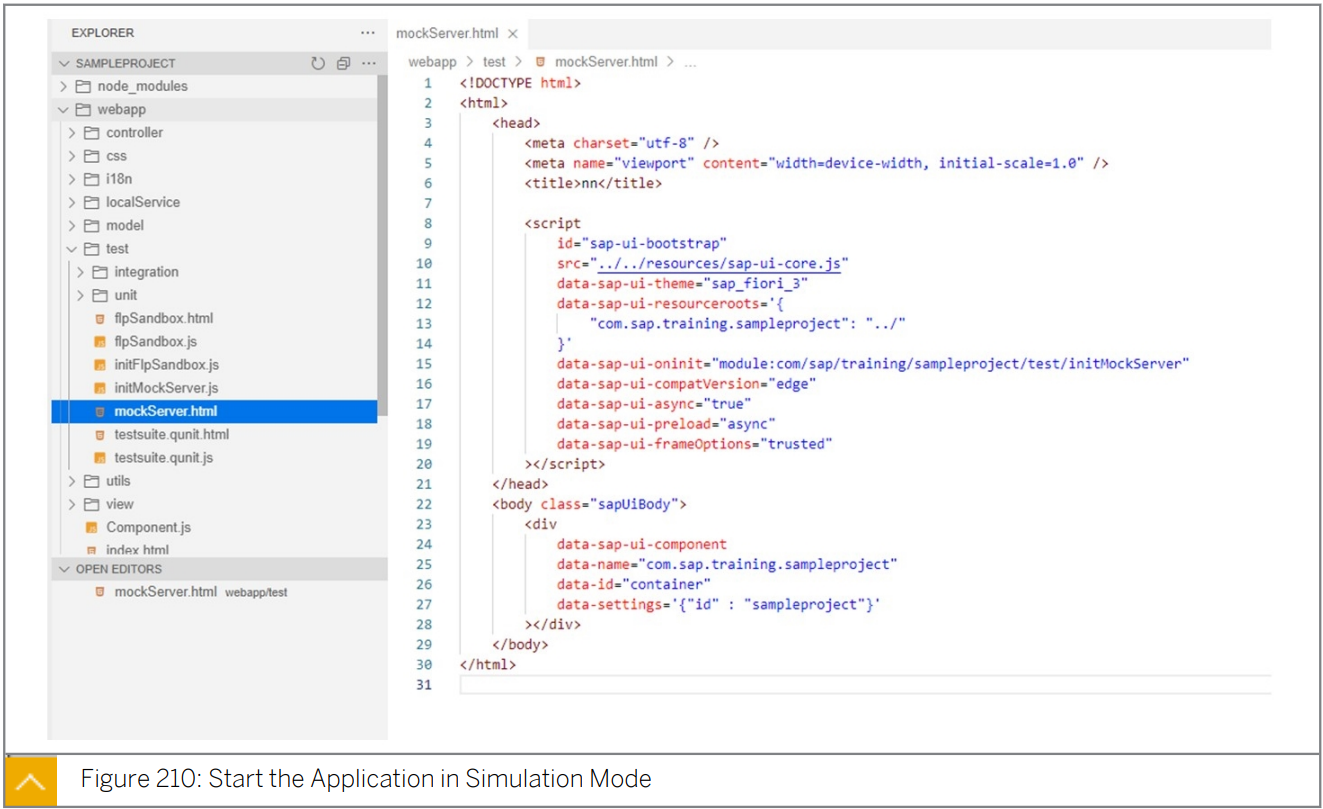 EXPLORER
SAMPLEPROJECT
node_modules
webapp
controller
css
i18n
localService
model
test
integration
unit
flpSandbox.html
flpSandbox.js
initFlpSandbox.js
initMockServer.js
mockServer.html
testsuite.qunit.html
testsuite.qunit.js
utils
view
Component.js
index.html
OPEN EDITORS
mockServer.html webapp/test
mockServer.html ×
webapp > test > mockServer.html > ...
1 <!DOCTYPE html>
2 <html>
3 <head>
4 <meta charset="utf-8" />
5 <meta name="viewport" content="width=device-width, initial-scale=1.0" />
6 <title>nn</title>
7
8 <script
9 id="sap-ui-bootstrap"
10 src="../../resources/sap-ui-core.js"
11 data-sap-ui-theme="sap_fiori_3"
12 data-sap-ui-resourceroots='{
13 "com.sap.training.sampleproject": "../"
14 }'
15 data-sap-ui-oninit="module:com/sap/training/sampleproject/test/initMockServer"
16 data-sap-ui-compatVersion="edge"
17 data-sap-ui-async="true"
18 data-sap-ui-preload="async"
19 data-sap-ui-frameOptions="trusted"
20 ></script>
21 </head>
22 <body class="sapUiBody">
23 <div
24 data-sap-ui-component
25 data-name="com.sap.training.sampleproject"
26 data-id="container"
27 data-settings='{"id" : "sampleproject"}'
28 ></div>
29 </body>
30 </html>
31
Figure 210: Start the Application in Simulation Mode